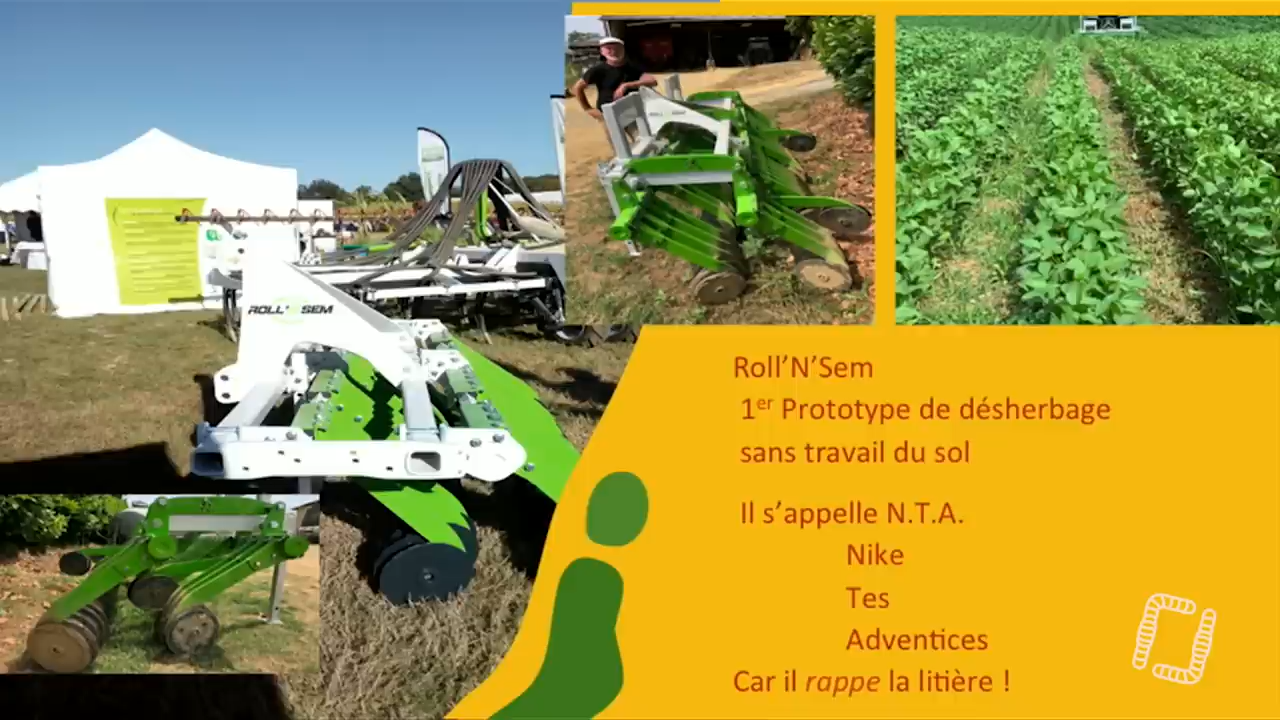 ROLL'N SEM
Roll'N'Sem
1er Prototype de désherbage
sans travail du sol
Il s'appelle N.T.A.
Nike
Tes
Adventices
Car il rappe la litière !